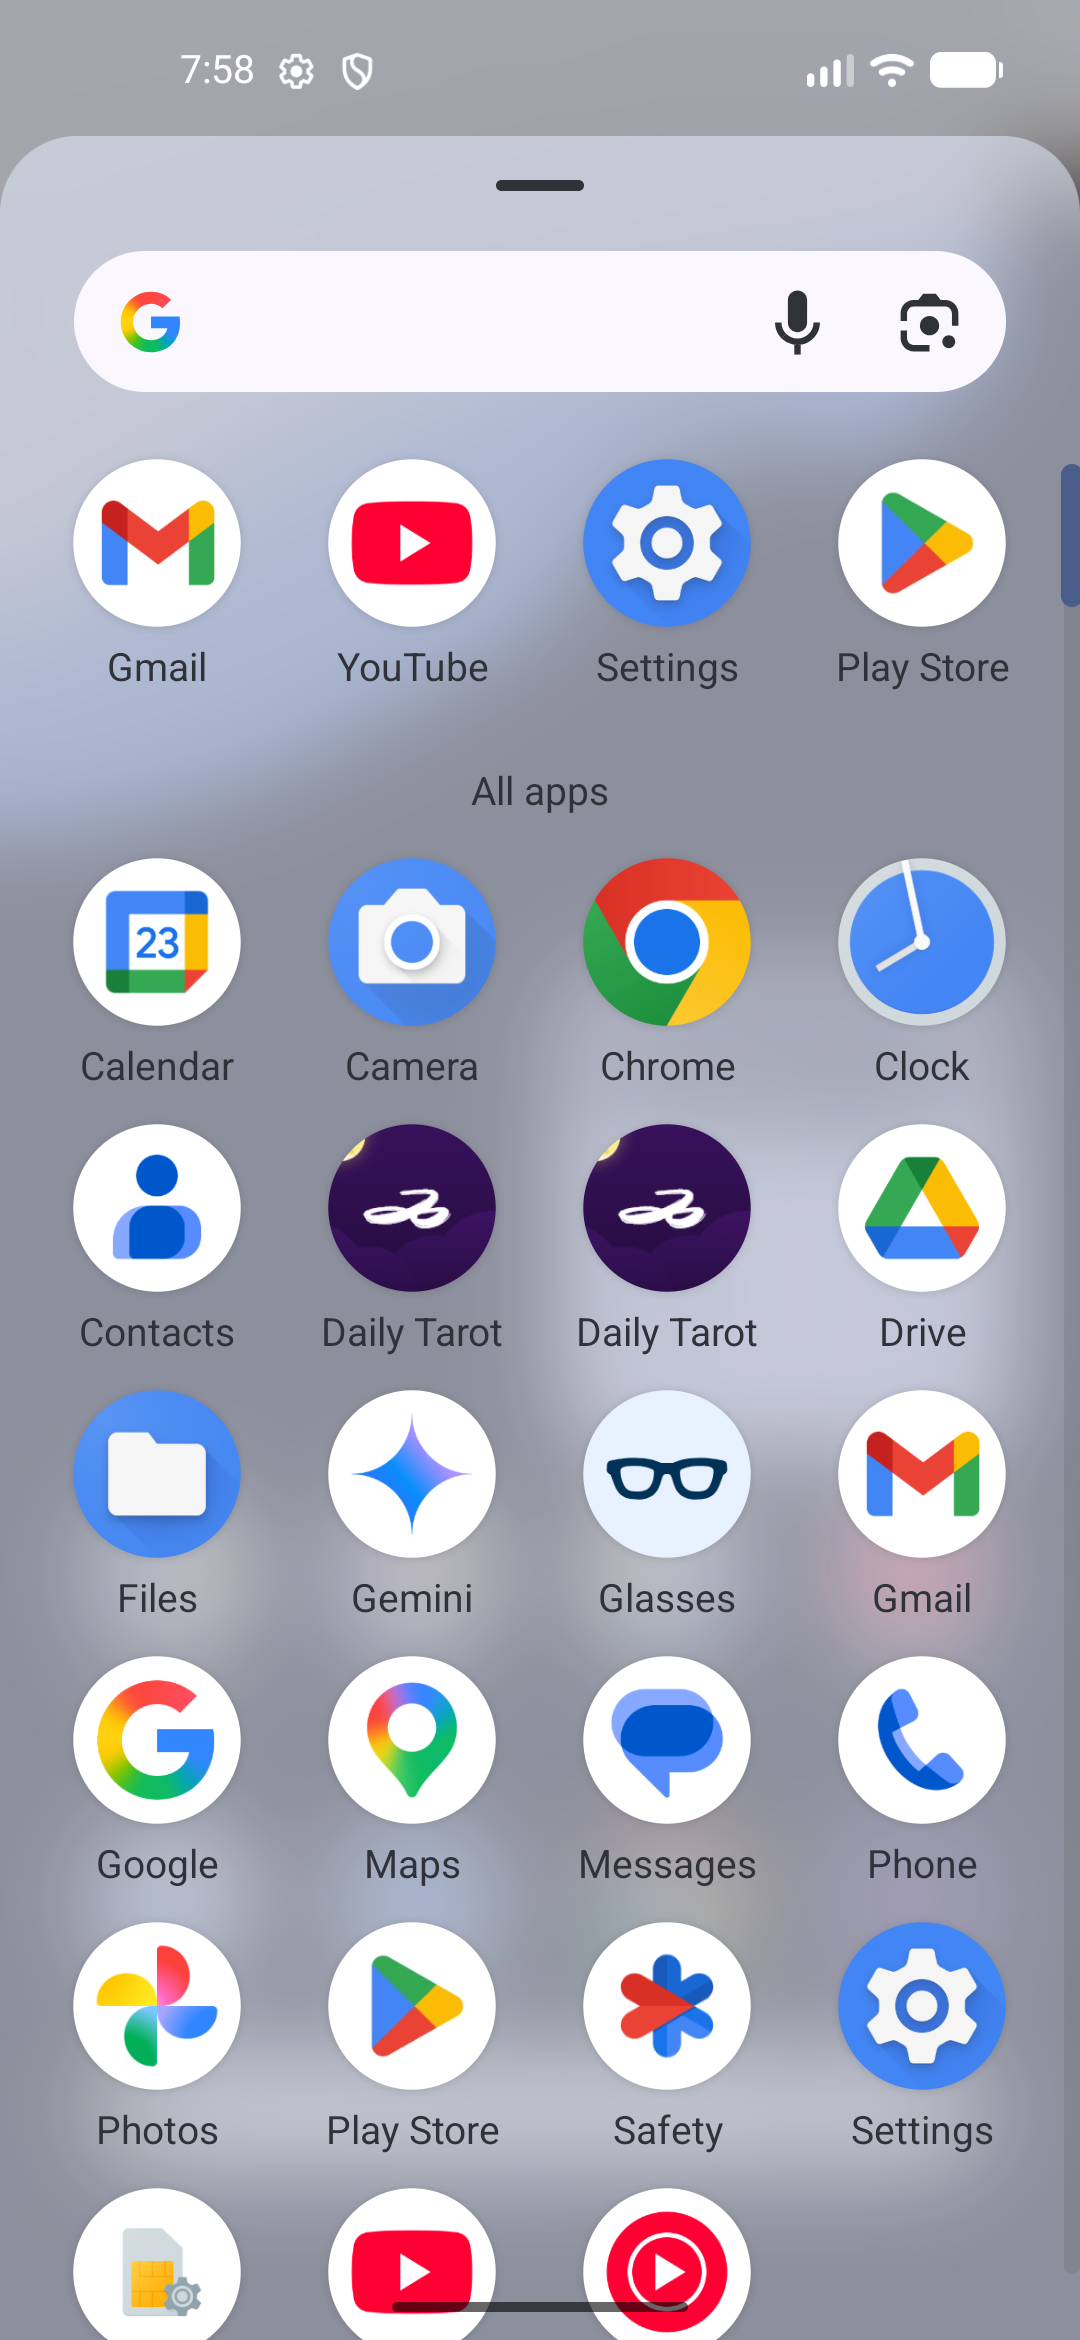 7:58
Gmail YouTube Settings Play Store
All apps
23
Calendar Camera Chrome Clock
Contacts Daily Tarot Daily Tarot Drive
Files Gemini Glasses Gmail
Google Maps Messages Phone
Photos Play Store Safety Settings